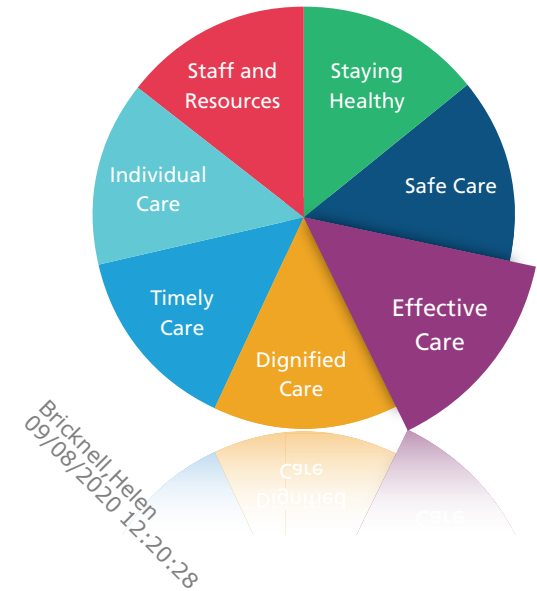 Staff and
Resources
Staying
Healthy
Individual
Care
Safe Care
Timely
Care
Effective
Care
Dignified
Care
Bricknell,Helen
09/08/2020 12:20:28